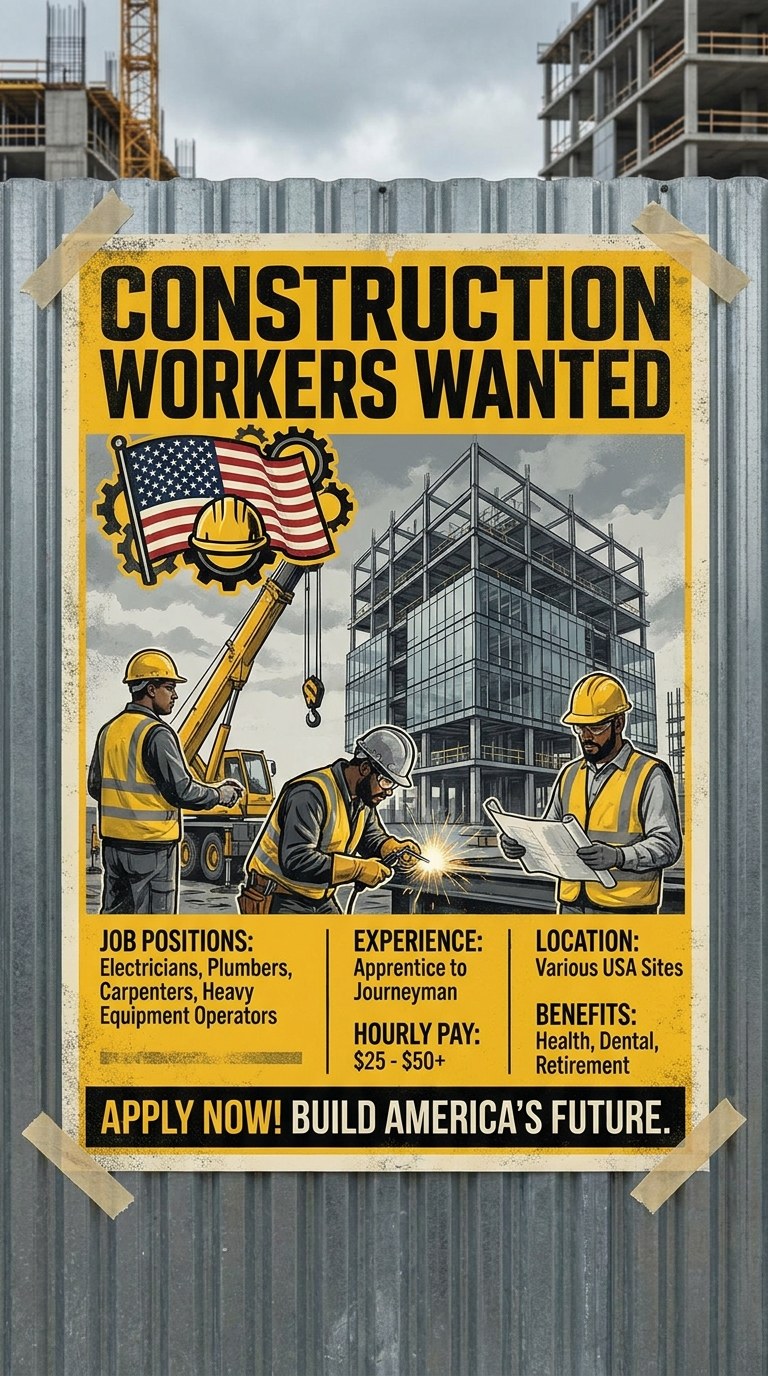 CONSTRUCTION
WORKERS WANTED
JOB POSITIONS:
Electricians, Plumbers,
Carpenters, Heavy
Equipment Operators
EXPERIENCE:
Apprentice to
Journeyman
HOURLY PAY:
$25 - $50+
LOCATION:
Various USA Sites
BENEFITS:
Health, Dental,
Retirement
APPLY NOW! BUILD AMERICA'S FUTURE.